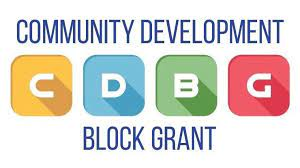 COMMUNITY DEVELOPMENT
C D B G
BLOCK GRANT